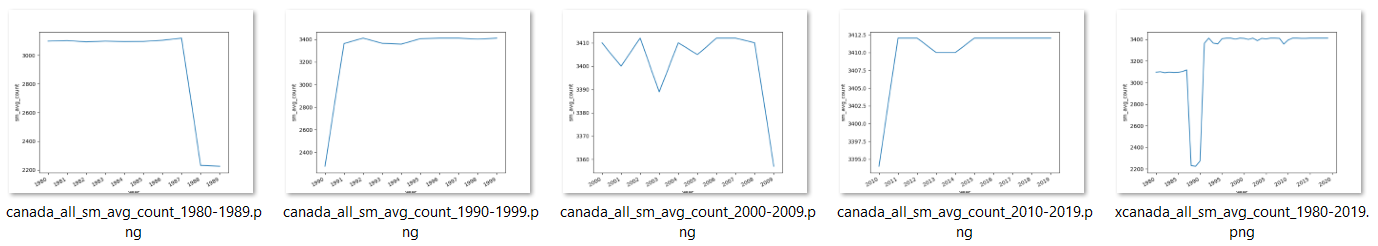 3000
2800
2600
2400
2200
sm_avg_count
1980 1981 1982 1983 1984 1985 1986 1987 1988 1989
canada_all_sm_avg_count_1980-1989.p
ng
3400
3200
3000
2800
2600
2400
sm_avg_count
1990 1991 1992 1993 1994 1995 1996 1997 1998 1999
canada_all_sm_avg_count_1990-1999.p
ng
3410
3400
3390
3380
3370
3360
sm_avg_count
2000 2001 2002 2003 2004 2005 2006 2007 2008 2009
canada_all_sm_avg_count_2000-2009.p
ng
3412.5
3410.0
3407.5
3405.0
3402.5
3400.0
3397.5
3395.0
sm_avg_count
2010 2011 2012 2013 2014 2015 2016 2017 2018 2019
canada_all_sm_avg_count_2010-2019.p
ng
3400
3200
3000
2800
2600
2400
2200
sm_avg_count
1980 1985 1990 1995 2000 2005 2010 2015 2020
xcanada_all_sm_avg_count_1980-2019.
png